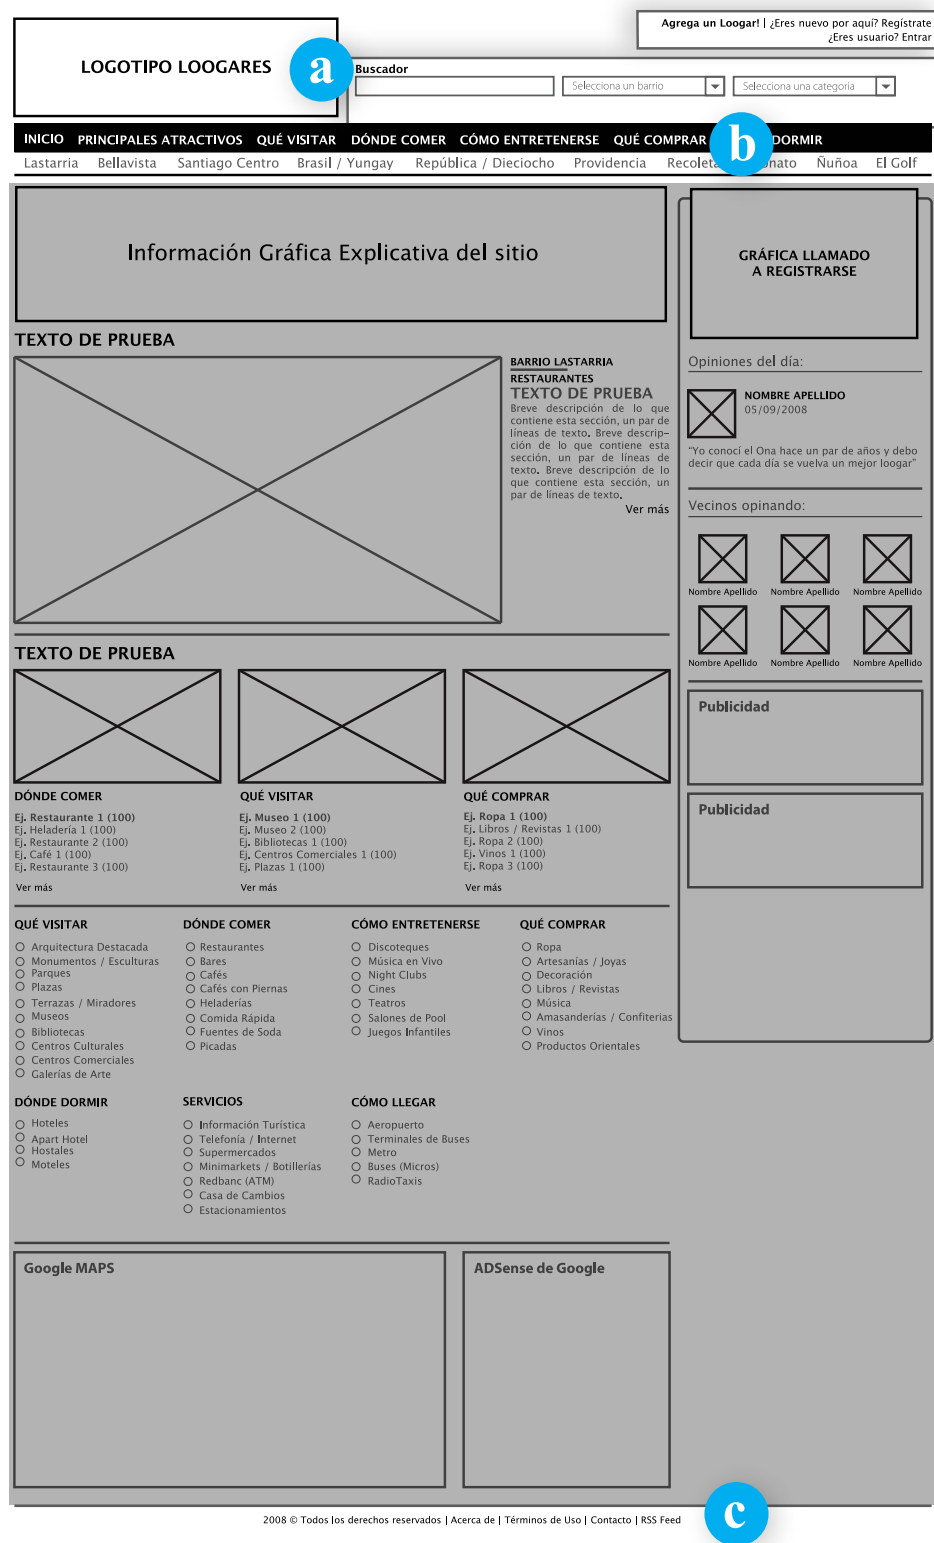 Agrega un Loogar! | ¿Eres nuevo por aquí? Regístrate
¿Eres usuario? Entrar
LOGOTIPO LOOGARES
a
Buscador
Selecciona un barrio
Selecciona una categoria
INICIO PRINCIPALES ATRACTIVOS QUÉ VISITAR DÓNDE COMER CÓMO ENTRETENERSE QUÉ COMPRAR DORMIR
b
Lastarria Bellavista Santiago Centro Brasil / Yungay República / Dieciocho Providencia Ñuñoa El Golf
Información Gráfica Explicativa del sitio
GRÁFICA LLAMADO
A REGISTRARSE
TEXTO DE PRUEBA
BARRIO LASTARRIA
RESTAURANTES
TEXTO DE PRUEBA
Breve descripción de lo que
contiene esta sección, un par de
líneas de texto. Breve descrip-
ción de lo que contiene esta
sección, un par de líneas de
texto. Breve descripción de lo
que contiene esta sección, un
par de líneas de texto.
Ver más
Opiniones del día:
NOMBRE APELLIDO
05/09/2008
“Yo conocí el Ona hace un par de años y debo
decir que cada día se vuelva un mejor loogar”
Vecinos opinando:
Nombre Apellido Nombre Apellido Nombre Apellido
Nombre Apellido Nombre Apellido Nombre Apellido
Publicidad
Publicidad
TEXTO DE PRUEBA
DÓNDE COMER
Ej. Restaurante 1 (100)
Ej. Heladería 1 (100)
Ej. Restaurante 2 (100)
Ej. Café 1 (100)
Ej. Restaurante 3 (100)
Ver más
QUÉ VISITAR
Ej. Museo 1 (100)
Ej. Museo 2 (100)
Ej. Bibliotecas 1 (100)
Ej. Centros Comerciales 1 (100)
Ej. Plazas 1 (100)
Ver más
QUÉ COMPRAR
Ej. Ropa 1 (100)
Ej. Libros / Revistas 1 (100)
Ej. Ropa 2 (100)
Ej. Vinos 1 (100)
Ej. Ropa 3 (100)
Ver más
QUÉ VISITAR
Arquitectura Destacada
Monumentos / Esculturas
Parques
Plazas
Terrazas / Miradores
Museos
Bibliotecas
Centros Culturales
Centros Comerciales
Galerías de Arte
DÓNDE COMER
Restaurantes
Bares
Cafés
Cafés con Piernas
Heladerías
Comida Rápida
Fuentes de Soda
Picadas
CÓMO ENTRETENERSE
Discoteques
Música en Vivo
Night Clubs
Cines
Teatros
Salones de Pool
Juegos Infantiles
QUÉ COMPRAR
Ropa
Artesanías / Joyas
Decoración
Libros / Revistas
Música
Amasanderías / Confiterias
Vinos
Productos Orientales
DÓNDE DORMIR
Hoteles
Apart Hotel
Hostales
Moteles
SERVICIOS
Información Turística
Telefonía / Internet
Supermercados
Minimarkets / Botillerías
Redbanc (ATM)
Casa de Cambios
Estacionamientos
CÓMO LLEGAR
Aeropuerto
Terminales de Buses
Metro
Buses (Micros)
RadioTaxis
Google MAPS
ADSense de Google
c
2008 © Todos los derechos reservados | Acerca de | Términos de Uso | Contacto | RSS Feed